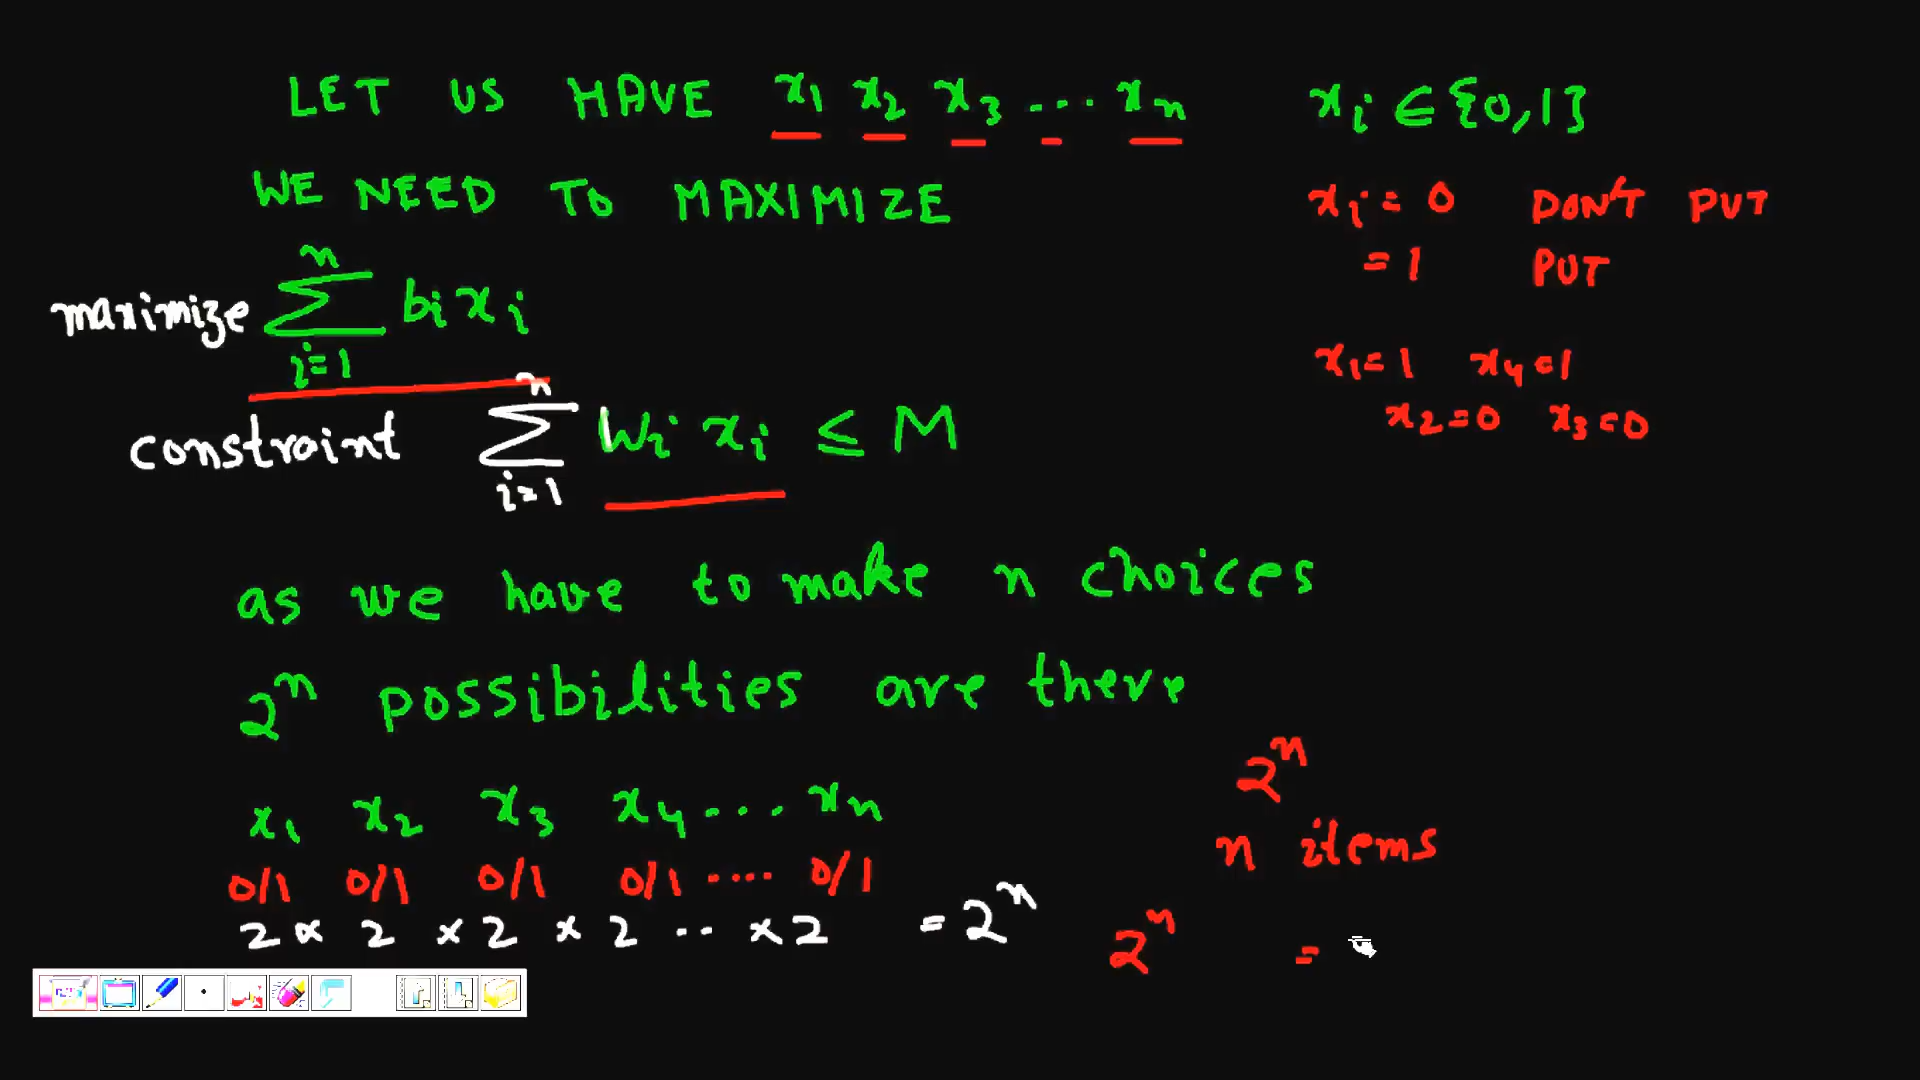 LET US HAVE x1 x2 x3 ... xn xi ∈ {0,1}
WE NEED TO MAXIMIZE xi = 0 DON'T PUT
= 1 PUT
maximize ∑_{i=1}^{n} bi xi
x1 = 1 x4 = 1
x2 = 0 x3 = 0
constraint ∑_{i=1}^{n} Wi xi ≤ M
as we have to make n choices
2^n possibilities are there
2^n
x1 x2 x3 x4 ... xn
n items
0/1 0/1 0/1 0/1 .... 0/1
2 × 2 × 2 × 2 .. × 2 = 2^n
2^n =